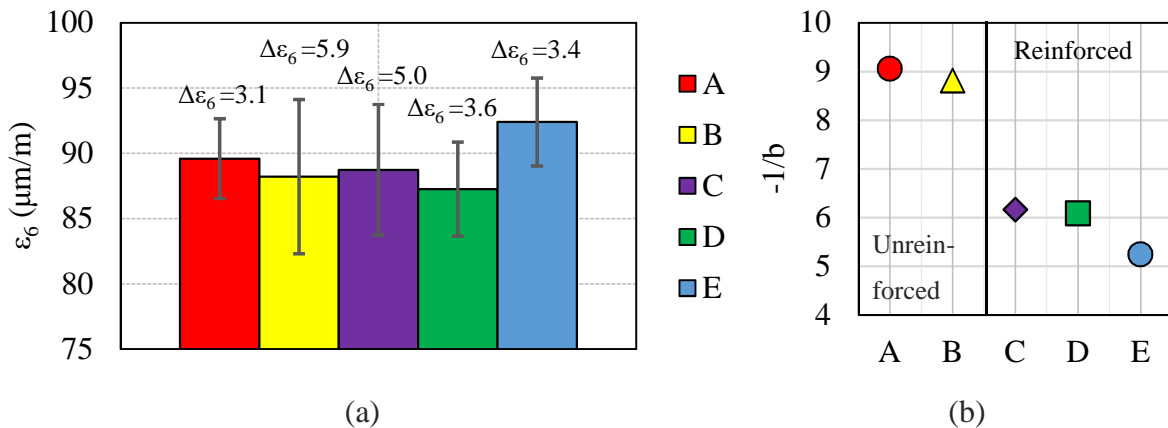 100
95
90
85
80
75
ε₆ (μm/m)
Δε₆ =3.1
Δε₆ =5.9
Δε₆ =5.0
Δε₆ =3.6
Δε₆ =3.4
A
B
C
D
E
(a)
10
9
8
7
6
5
4
-1/b
Reinforced
Unrein-
forced
A B C D E
(b)